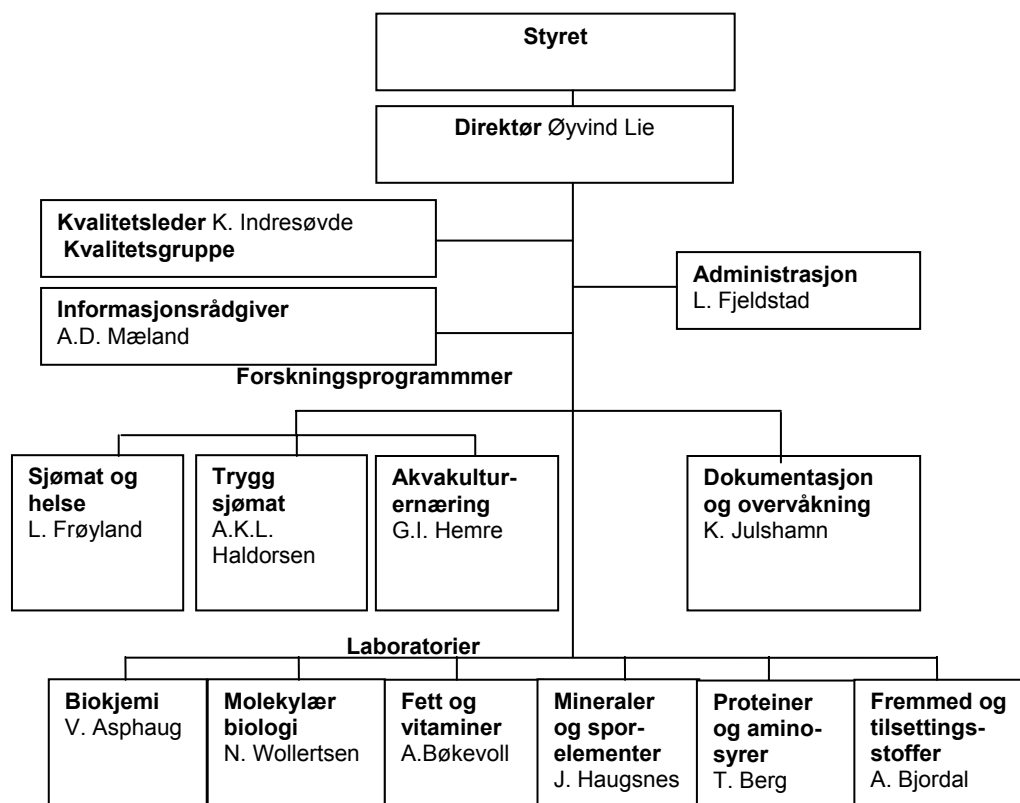 Styret
Direktør Øyvind Lie
Kvalitetsleder K. Indresøvde
Kvalitetsgruppe
Administrasjon
L. Fjeldstad
Informasjonsrådgiver
A.D. Mæland
Forskningsprogrammmer
Sjømat og
helse
L. Frøyland
Trygg
sjømat
A.K.L.
Haldorsen
Akvakultur-
ernæring
G.I. Hemre
Dokumentasjon
og overvåkning
K. Julshamn
Laboratorier
Biokjemi
V. Asphaug
Molekylær
biologi
N. Wollertsen
Fett og
vitaminer
A.Bøkevoll
Mineraler
og spor-
elementer
J. Haugsnes
Proteiner
og amino-
syrer
T. Berg
Fremmed og
tilsettings-
stoffer
A. Bjordal